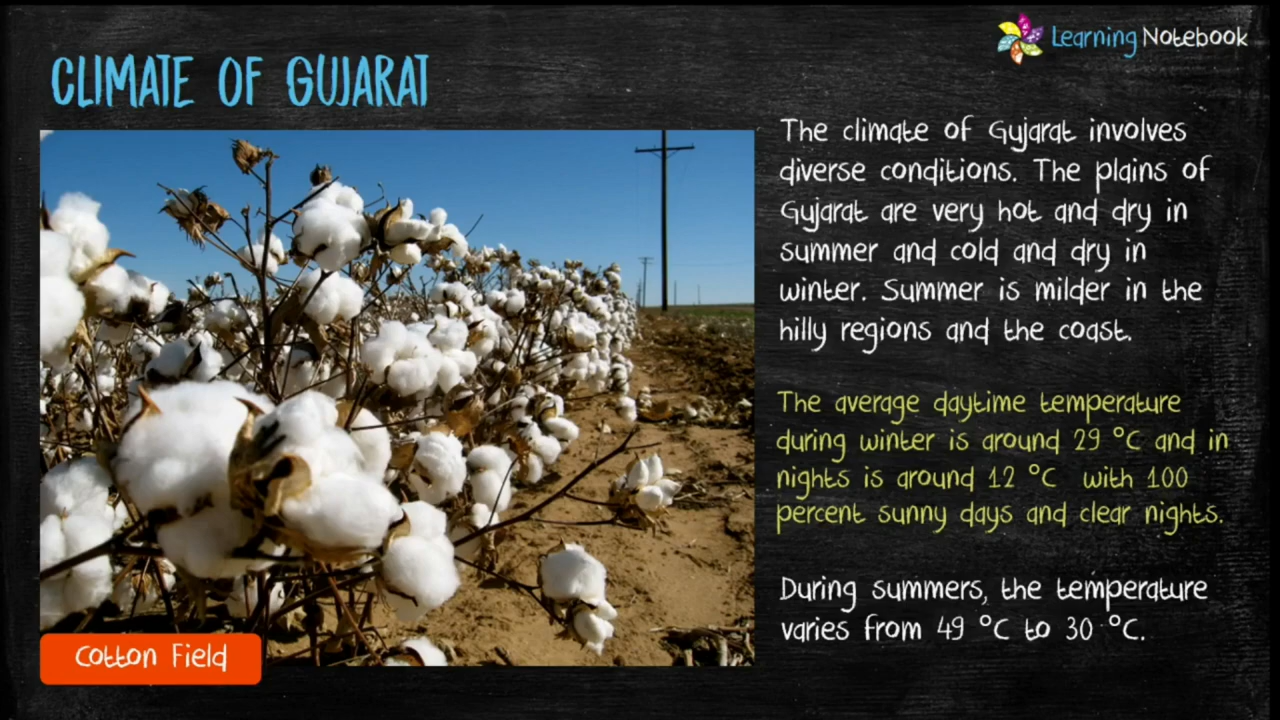 Learning Notebook
CLIMATE OF GUJARAT
The climate of Gujarat involves
diverse conditions. The plains of
Gujarat are very hot and dry in
summer and cold and dry in
winter. Summer is milder in the
hilly regions and the coast.
The average daytime temperature
during winter is around 29 °C and in
nights is around 12 °C with 100
percent sunny days and clear nights.
During summers, the temperature
varies from 49 °C to 30 °C.
Cotton Field